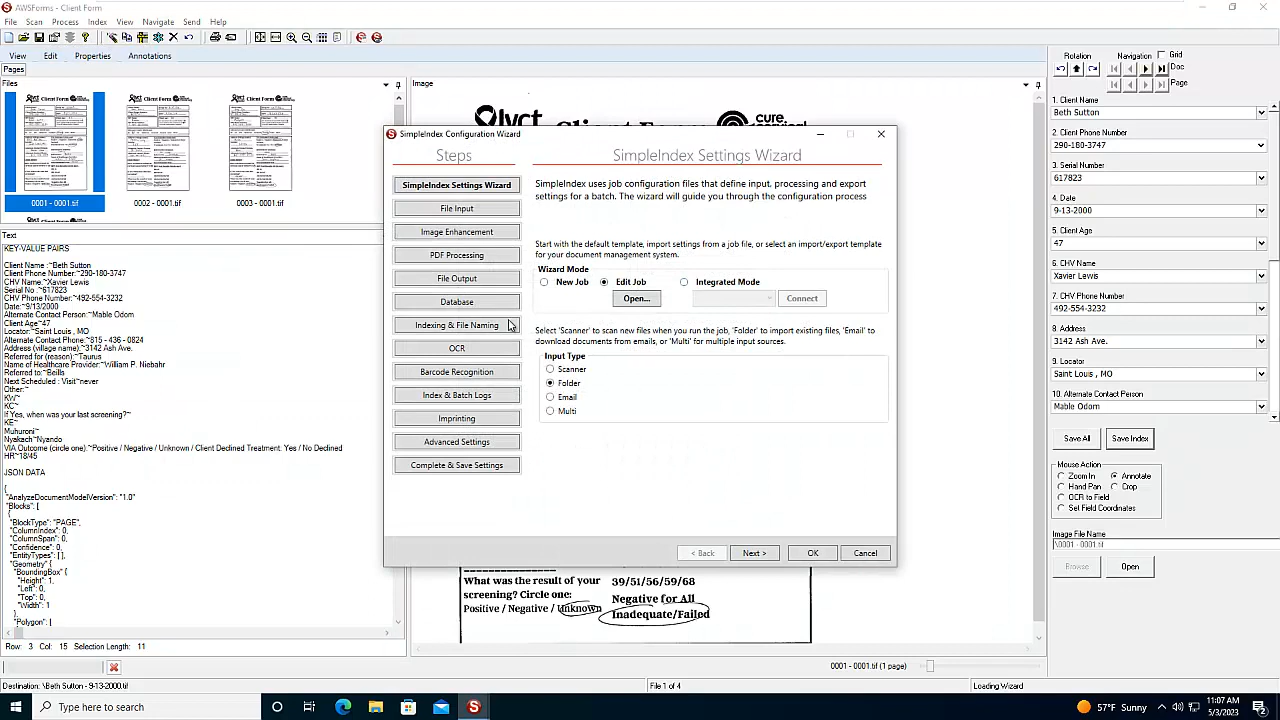 AWSForms - Client Form
File Scan Process Index View Navigate Send Help
View Edit Properties Annotations
Pages
Files
0001 - 0001.tif 0002 - 0001.tif 0003 - 0001.tif
Text
KEY-VALUE PAIRS
Client Name :~Beth Sutton
Client Phone Number:~290-180-3747
CHV Name:~Xavier Lewis
Serial No. :~617823
CHV Phone Number:~492-554-3232
Date:~9/13/2000
Alternate Contact Person:~Mable Odom
Client Age~47
Locator:~Saint Louis , MO
Alternate Phone Number:~815 - 436 - 0824
Address (village name):~3142 Ash Ave.
Referred for (reason):~Taurus
Name of Healthcare Provider:~William P. Niebahr
Referred to:~Beills
Next Scheduled : Visit~never
Other:~
KW~
KC~
If Yes, when was your last screening?~
KE~
Muhuroni~
Nyakach~Nyando
VIA Outcome (circle one):~Positive / Negative / Unknown / Client Declined Treatment: Yes / No Declined
HR~18/45
JSON DATA
{
"AnalyzeDocumentModelVersion": "1.0"
"Blocks": [
{
"BlockType": "PAGE",
"ColumnIndex": 0,
"ColumnSpan": 0,
"Confidence": 0,
"EntityTypes": [ ],
"Geometry": {
"BoundingBox": {
"Height": 1,
"Left": 0,
"Top": 0,
"Width": 1
},
"Polygon": [
Row: 3 Col: 15 Selection Length: 11
Image
lvct Client Form cure
SimpleIndex Configuration Wizard
Steps
SimpleIndex Settings Wizard
File Input
Image Enhancement
PDF Processing
File Output
Database
Indexing & File Naming
OCR
Barcode Recognition
Index & Batch Logs
Imprinting
Advanced Settings
Complete & Save Settings
SimpleIndex Settings Wizard
SimpleIndex uses job configuration files that define input, processing and export
settings for a batch. The wizard will guide you through the configuration process
Start with the default template, import settings from a job file, or select an import/export template
for your document management system.
Wizard Mode
New Job Edit Job Integrated Mode
Open... Connect
Select 'Scanner' to scan new files when you run the job, 'Folder' to import existing files, 'Email' to
download documents from emails, or 'Multi' for multiple input sources.
Input Type
Scanner
Folder
Email
Multi
< Back Next > OK Cancel
What was the result of your
screening? Circle one:
Positive / Negative / Unknown
39/51/56/59/68
Negative for All
Inadequate/Failed
0001 - 0001.tif (1 page)
Rotation Navigation Grid
Doc
Page
1. Client Name
Beth Sutton
2. Client Phone Number
290-180-3747
3. Serial Number
617823
4. Date
9-13-2000
5. Client Age
47
6. CHV Name
Xavier Lewis
7. CHV Phone Number
492-554-3232
8. Address
3142 Ash Ave.
9. Locator
Saint Louis , MO
10. Alternate Contact Person
Mable Odom
Save All Save Index
Mouse Action
Zoom In Annotate
Hand Pan Crop
OCR to Field
Set Field Coordinates
Image File Name
\0001 - 0001.tif
Browse Open
Destination: \Beth Sutton - 9-13-2000.tif File 1 of 4 Loading Wizard
Type here to search
57°F Sunny
11:07 AM
5/3/2023
2